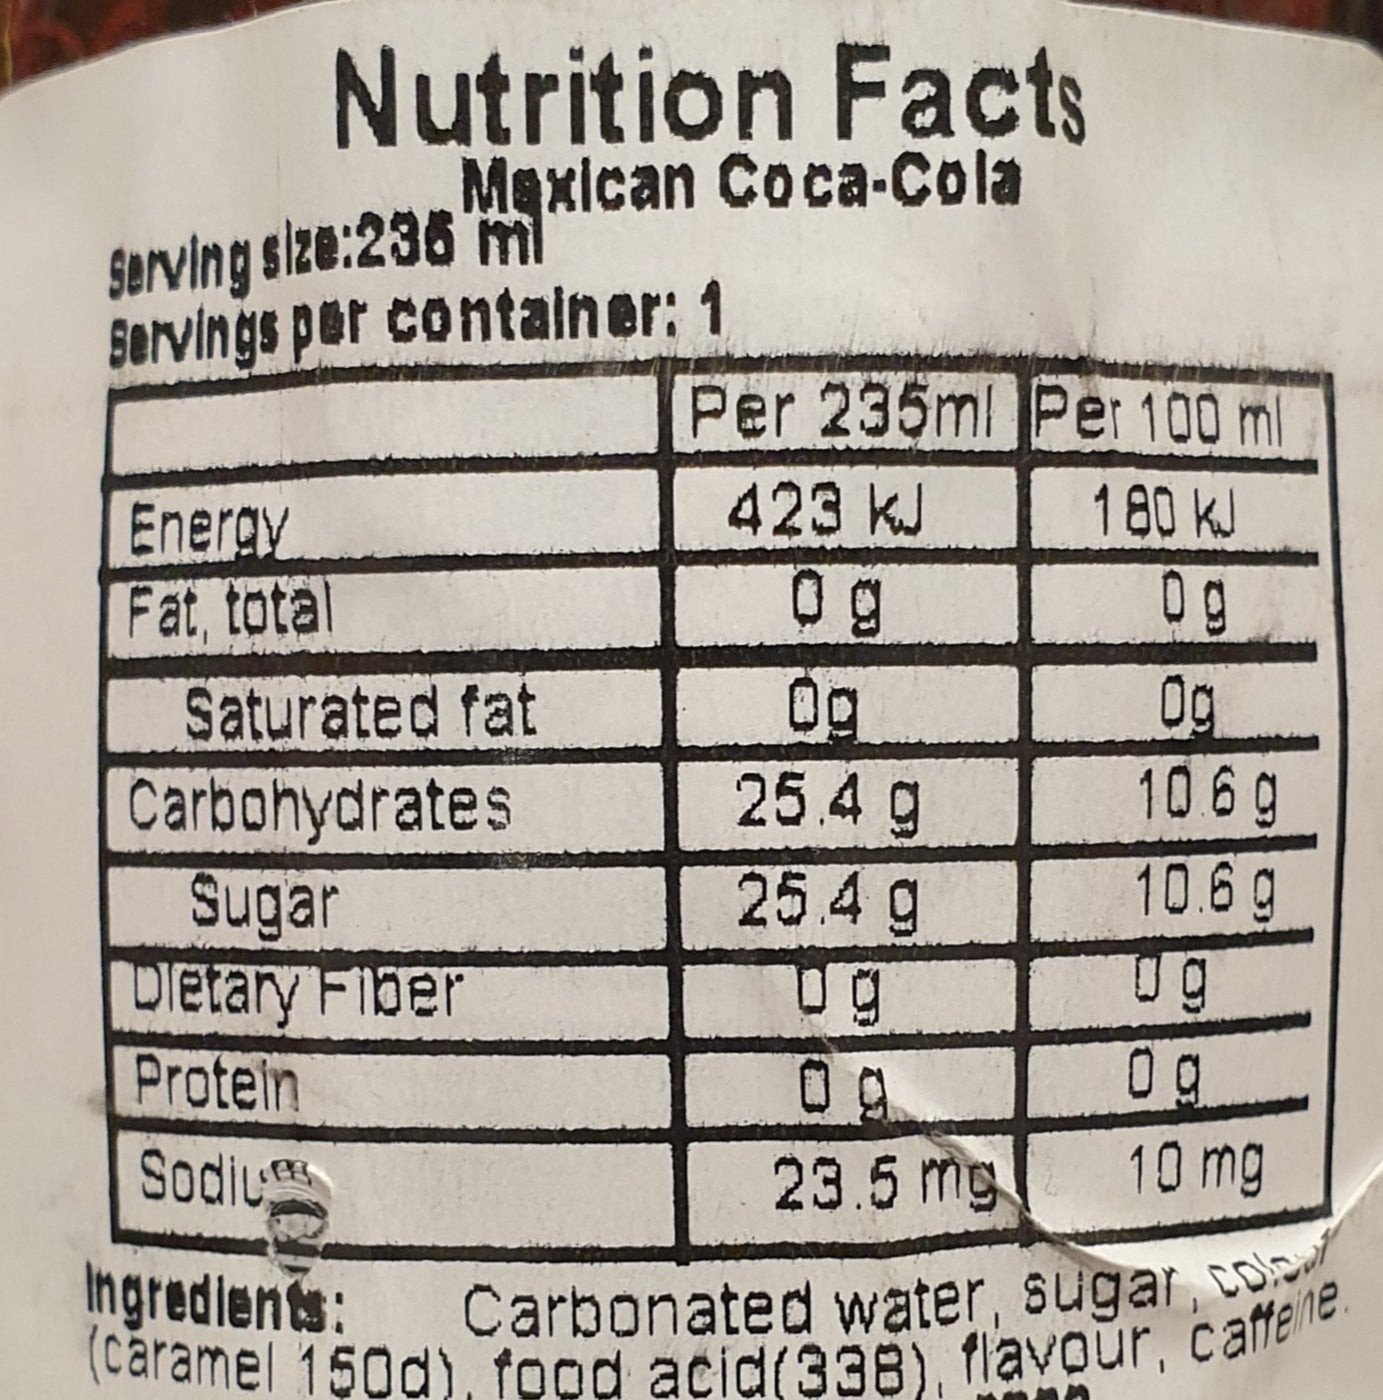 Nutrition Facts
Mexican Coca-Cola
Serving size:235 ml
Servings per container: 1
Per 235ml Per 100 ml
Energy 423 kJ 180 kJ
Fat, total 0 g 0 g
Saturated fat 0g 0g
Carbohydrates 25.4 g 10.6 g
Sugar 25.4 g 10.6 g
Dietary Fiber 0 g 0 g
Protein 0 g 0 g
Sodium 23.5 mg 10 mg
Ingredients: Carbonated water, sugar, colour
(caramel 150d), food acid(338), flavour, caffeine.